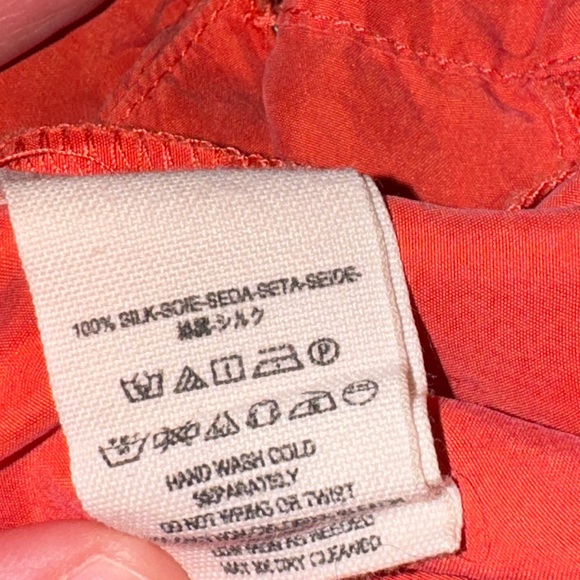 100% SILK-SOIE-SEDA-SETA-SEIDE-
シルク
P
HAND WASH COLD
SEPARATELY
DO NOT WRING OR TWIST
IRON AS NEEDED
MAY BE DRY CLEANED